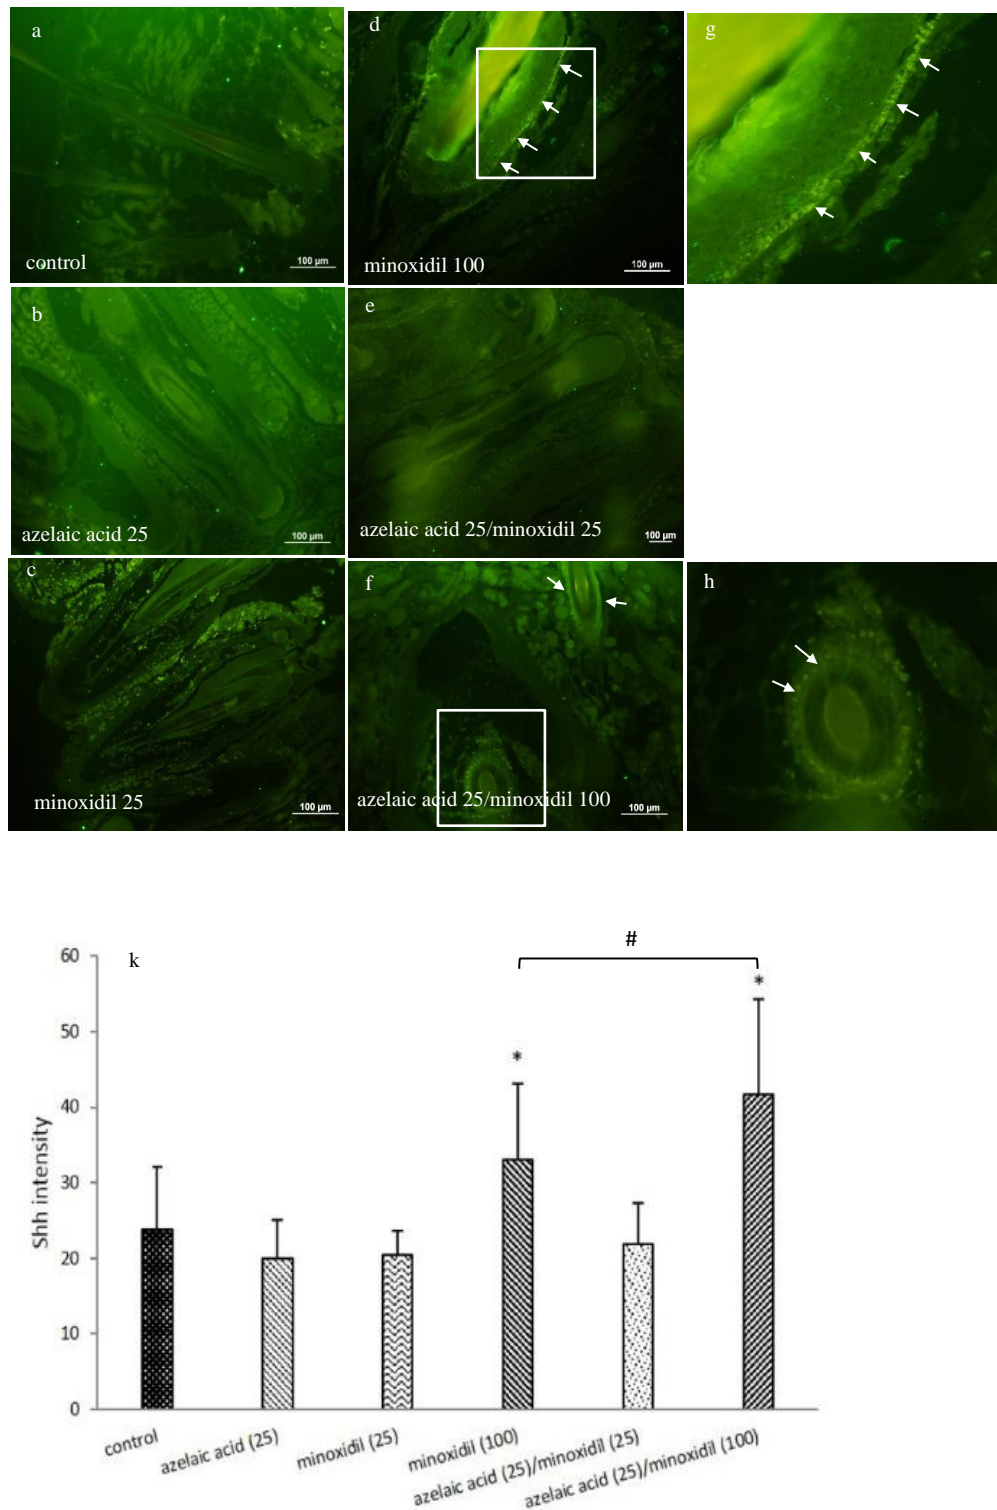 a
control
100 µm
d
minoxidil 100
100 µm
g
b
azelaic acid 25
100 µm
e
azelaic acid 25/minoxidil 25
100 µm
c
minoxidil 25
100 µm
f
azelaic acid 25/minoxidil 100
100 µm
h
k
#
*
*
60
50
40
30
20
10
0
Shh intensity
control
azelaic acid (25)
minoxidil (25)
minoxidil (100)
azelaic acid (25)/minoxidil (25)
azelaic acid (25)/minoxidil (100)